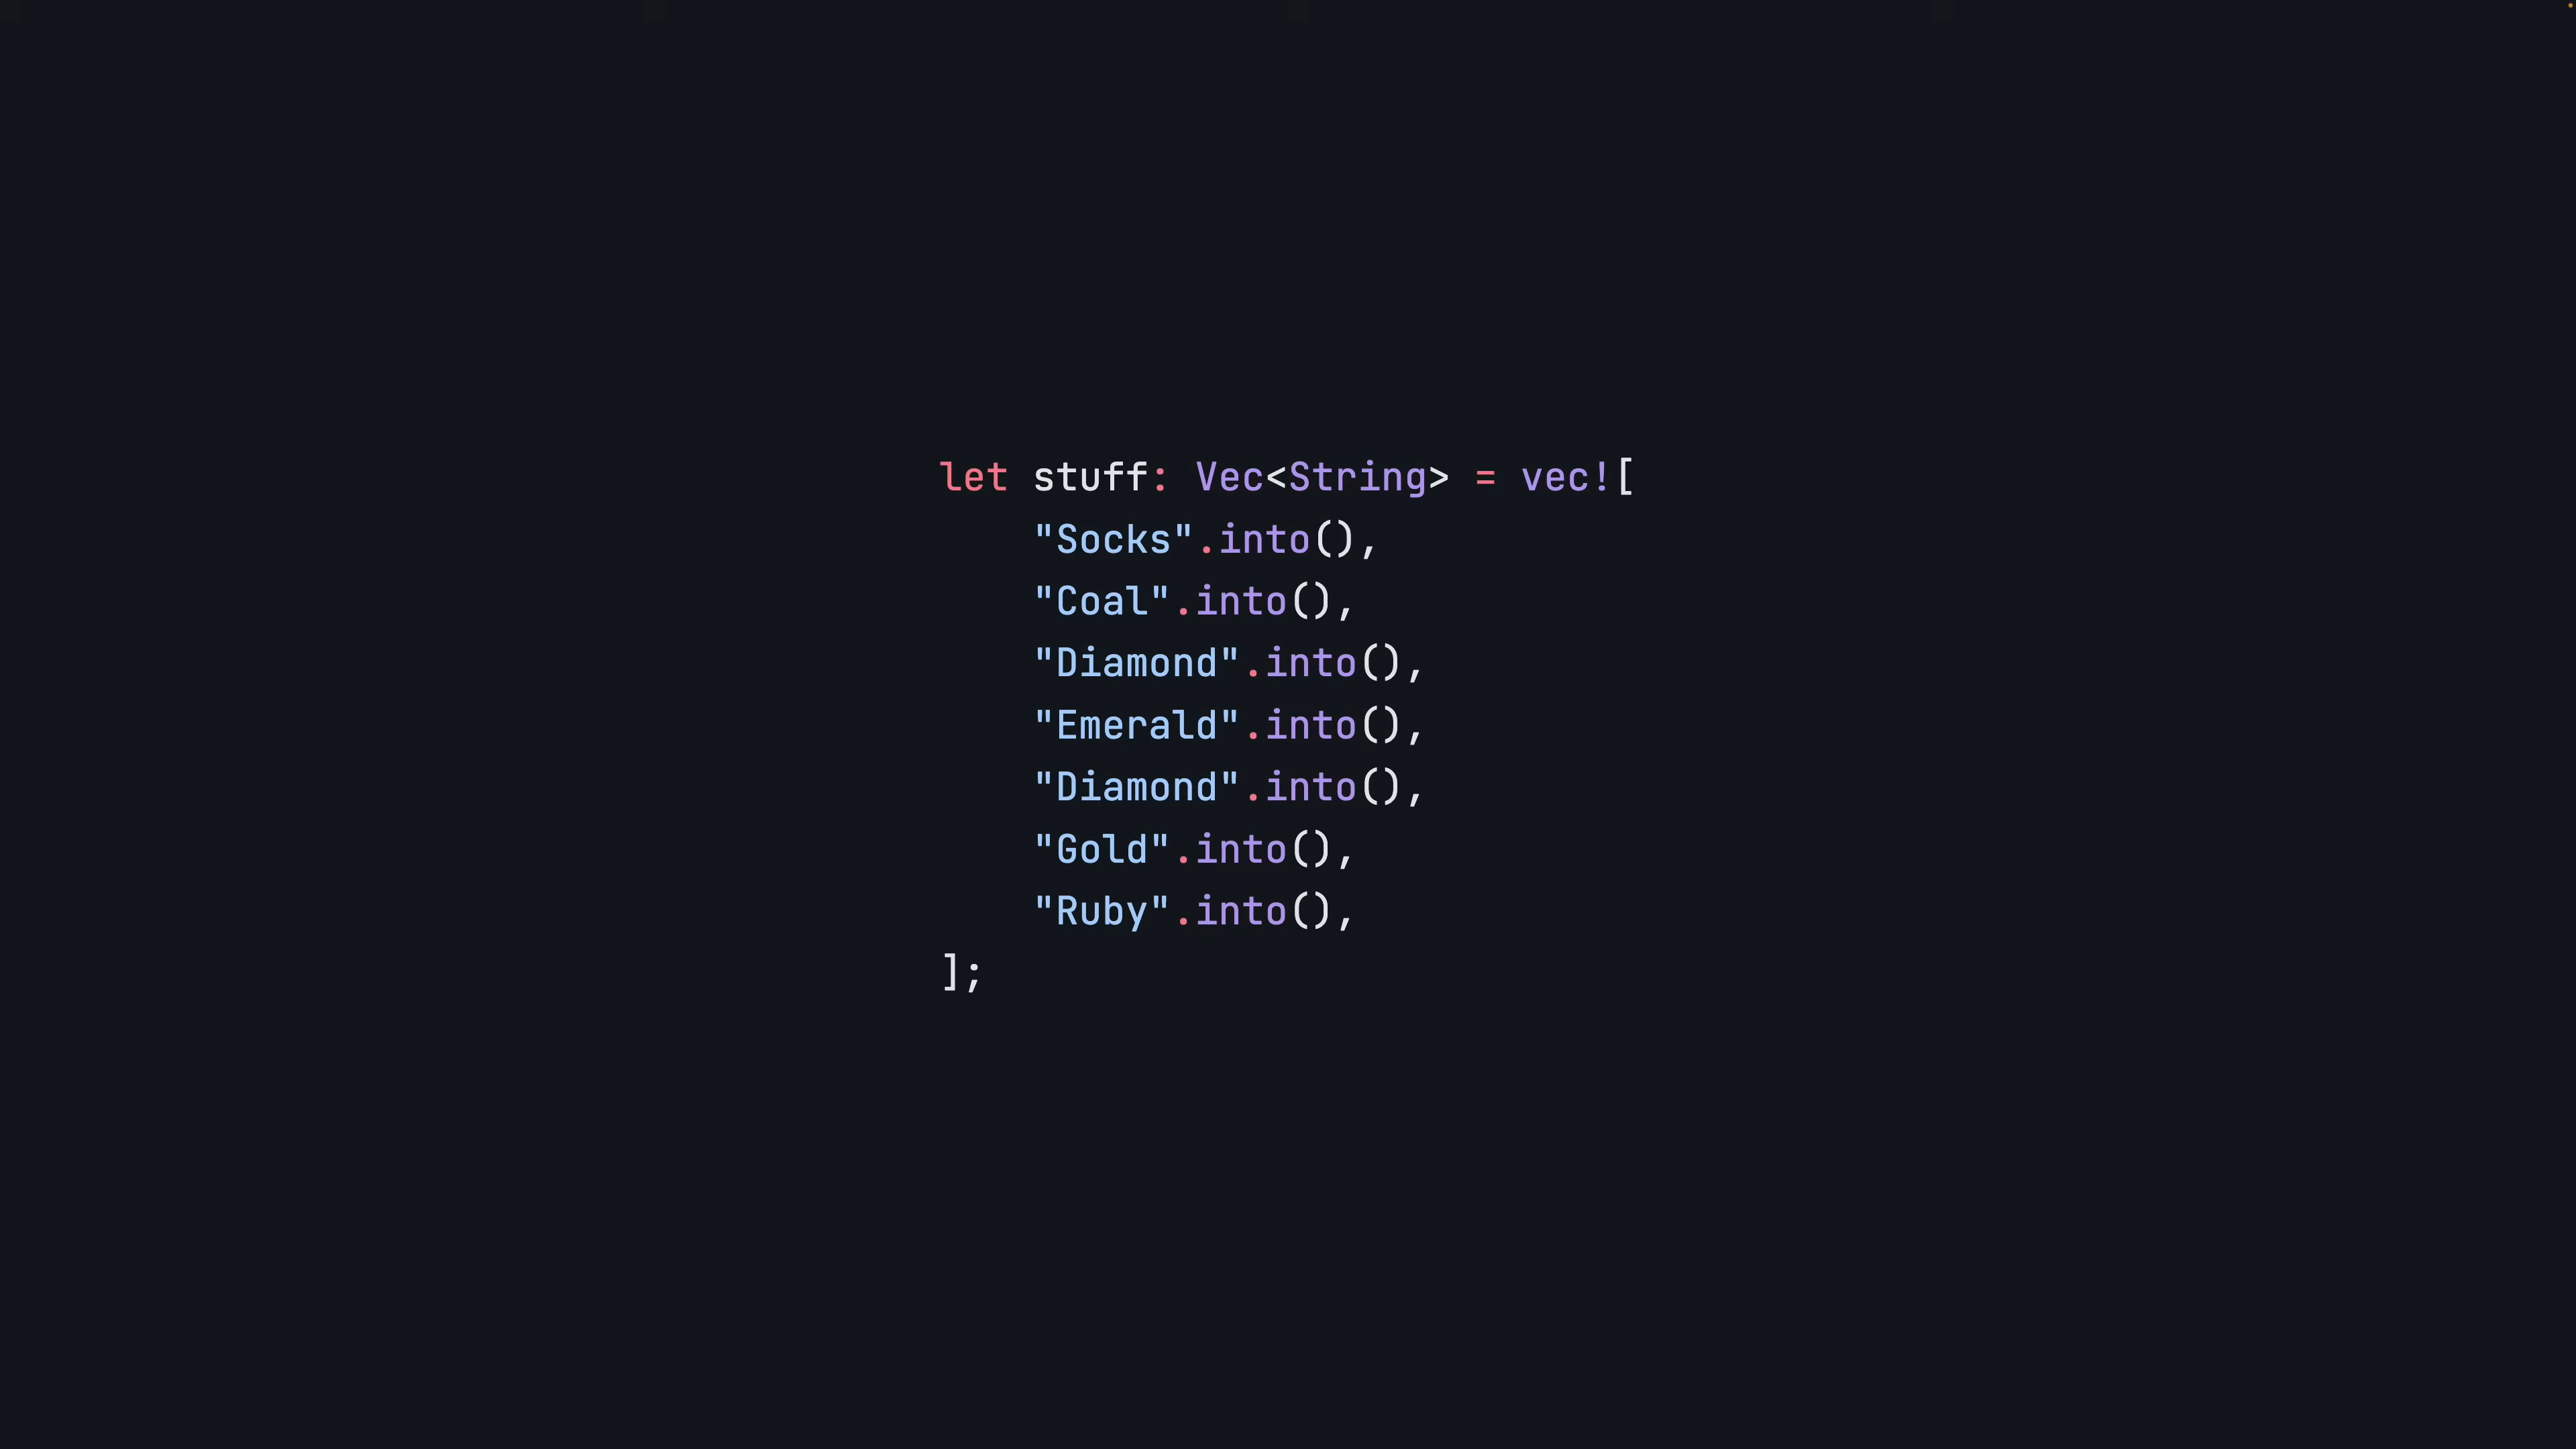 let stuff: Vec<String> = vec![
    "Socks".into(),
    "Coal".into(),
    "Diamond".into(),
    "Emerald".into(),
    "Diamond".into(),
    "Gold".into(),
    "Ruby".into(),
];